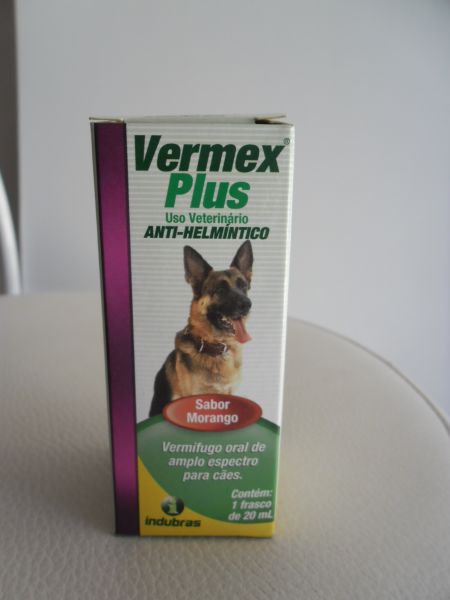 Vermex®
Plus
Uso Veterinário
ANTI-HELMÍNTICO
Sabor
Morango
Vermífugo oral de
amplo espectro
para cães.
Contém:
1 frasco
de 20 mL
indubras